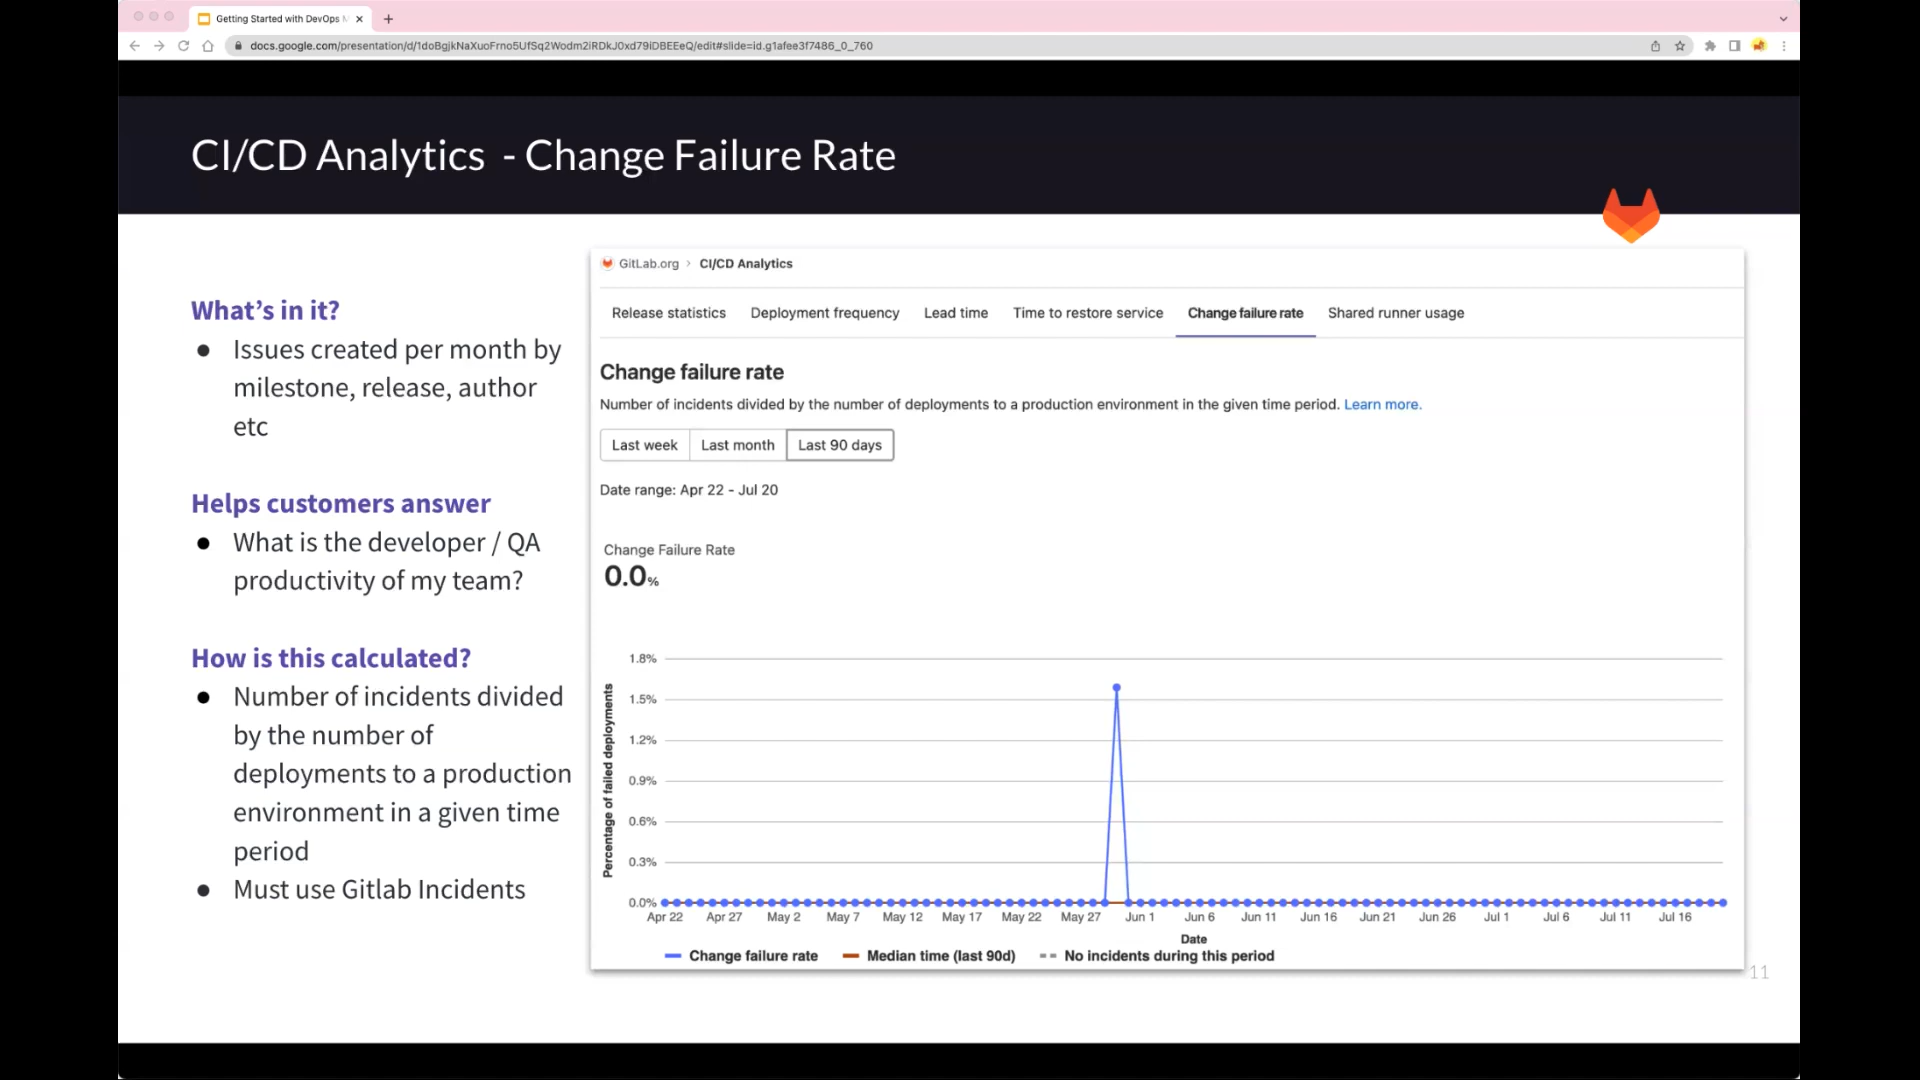 Getting Started with DevOps M
docs.google.com/presentation/d/1doBgjkNaXuoFrno5UfSq2Wodm2iRDkJ0xd79iDBEEeQ/edit#slide=id.g1afee3f7486_0_760
CI/CD Analytics - Change Failure Rate
What's in it?
● Issues created per month by
milestone, release, author
etc
Helps customers answer
● What is the developer / QA
productivity of my team?
How is this calculated?
● Number of incidents divided
by the number of
deployments to a production
environment in a given time
period
● Must use Gitlab Incidents
GitLab.org > CI/CD Analytics
Release statistics Deployment frequency Lead time Time to restore service Change failure rate Shared runner usage
Change failure rate
Number of incidents divided by the number of deployments to a production environment in the given time period. Learn more.
Last week Last month Last 90 days
Date range: Apr 22 - Jul 20
Change Failure Rate
0.0%
Percentage of failed deployments
1.8%
1.5%
1.2%
0.9%
0.6%
0.3%
0.0%
Apr 22 Apr 27 May 2 May 7 May 12 May 17 May 22 May 27 Jun 1 Jun 6 Jun 11 Jun 16 Jun 21 Jun 26 Jul 1 Jul 6 Jul 11 Jul 16
Date
Change failure rate Median time (last 90d) No incidents during this period
11